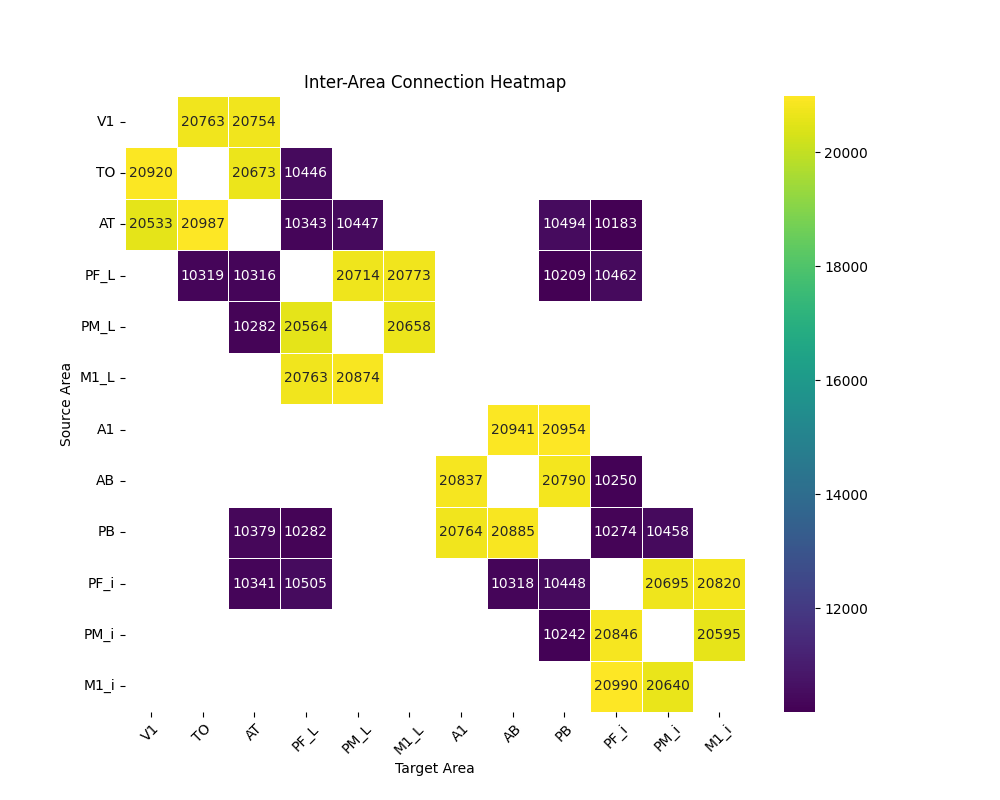 Inter-Area Connection Heatmap
V1 20763 20754
TO 20920 20673 10446
AT 20533 20987 10343 10447 10494 10183
PF_L 10319 10316 20714 20773 10209 10462
PM_L 10282 20564 20658
M1_L 20763 20874
A1 20941 20954
AB 20837 20790 10250
PB 10379 10282 20764 20885 10274 10458
PF_i 10341 10505 10318 10448 20695 20820
PM_i 10242 20846 20595
M1_i 20990 20640
V1 TO AT PF_L PM_L M1_L A1 AB PB PF_i PM_i M1_i
Target Area
Source Area
20000
18000
16000
14000
12000